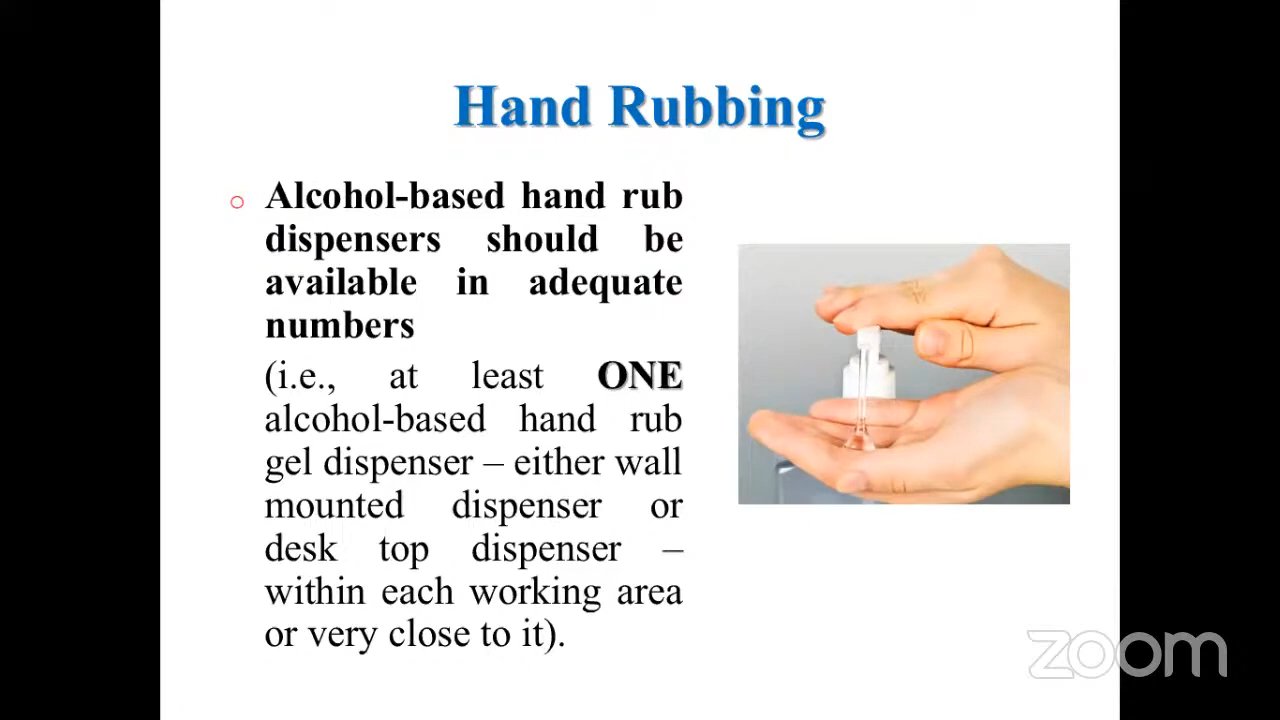 Hand Rubbing
Alcohol-based hand rub
dispensers should be
available in adequate
numbers
(i.e., at least ONE
alcohol-based hand rub
gel dispenser – either wall
mounted dispenser or
desk top dispenser –
within each working area
or very close to it).
zoom